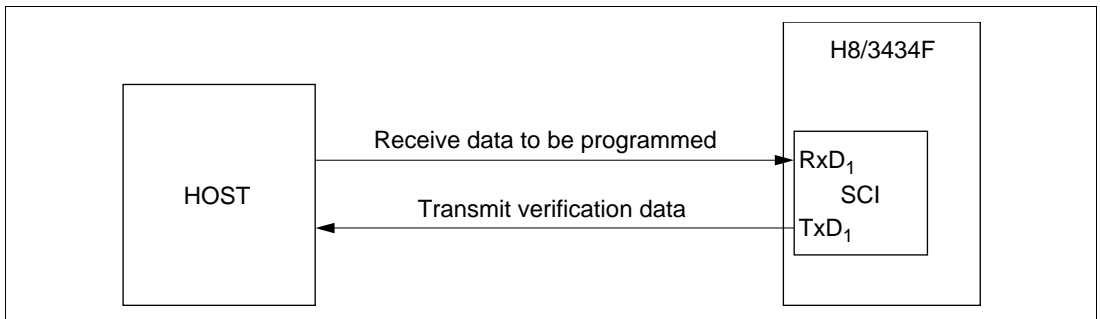 H8/3434F
Receive data to be programmed
RxD1
HOST
SCI
Transmit verification data
TxD1